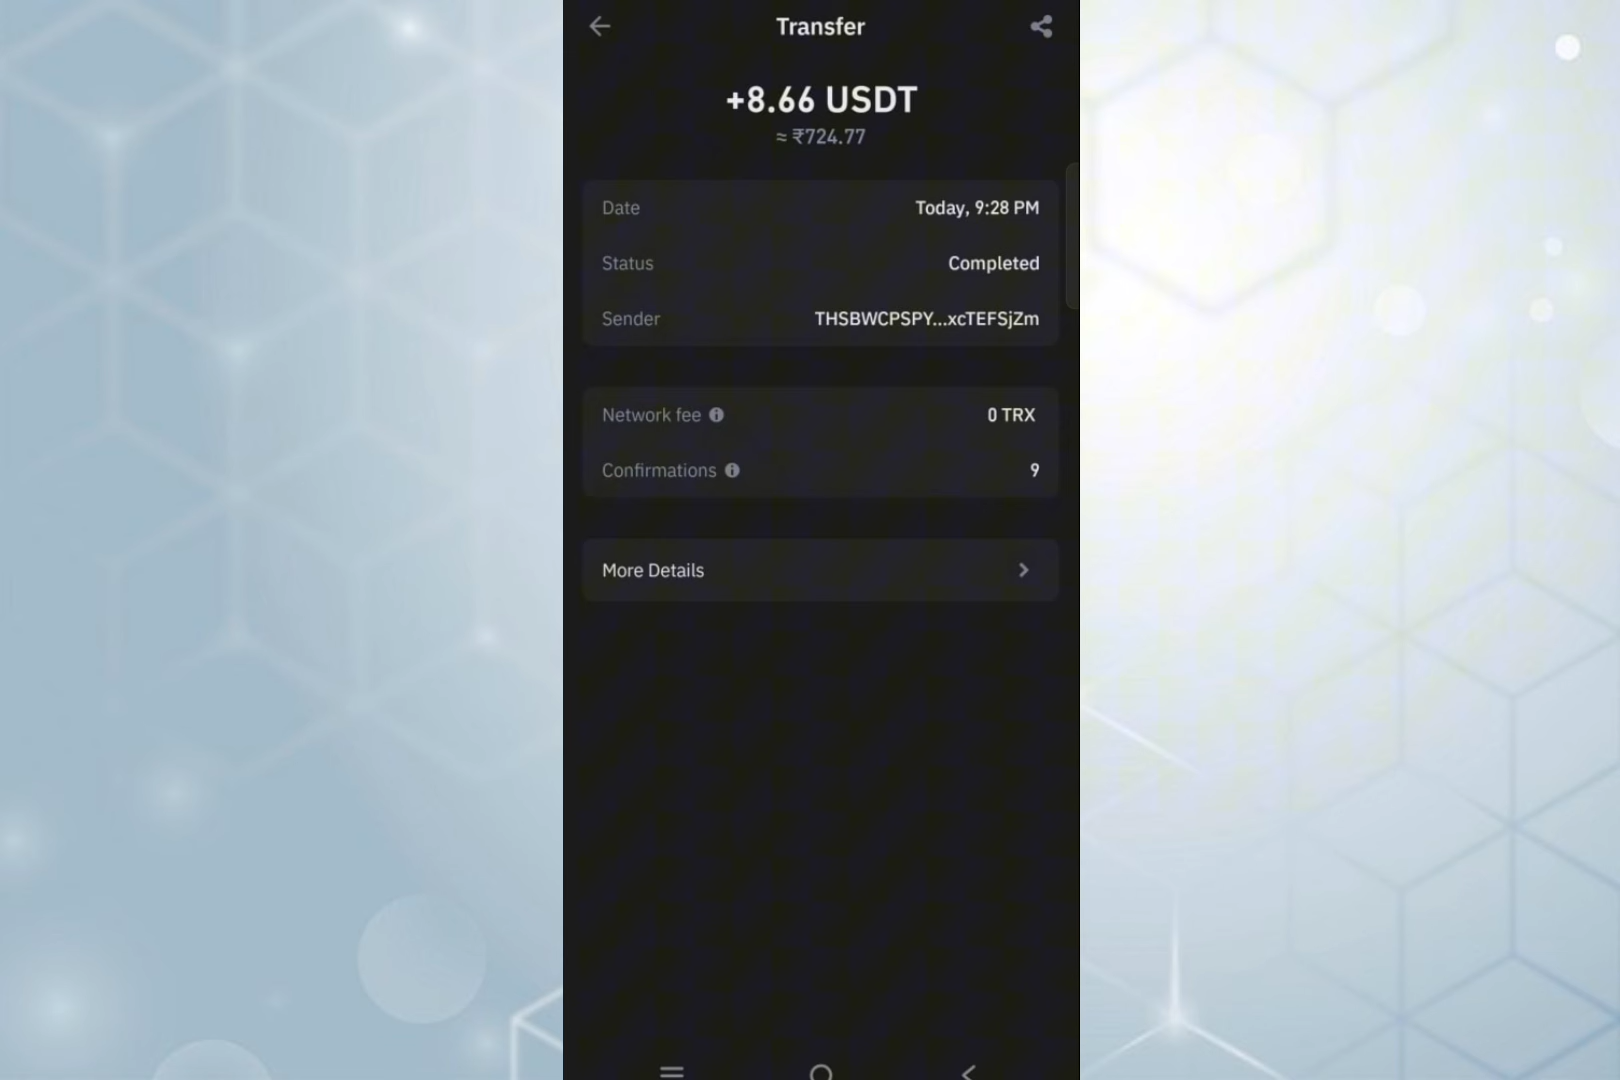 Transfer
+8.66 USDT
≈ ₹724.77
Date Today, 9:28 PM
Status Completed
Sender THSBWCPSPY...xcTEFSjZm
Network fee 0 TRX
Confirmations 9
More Details